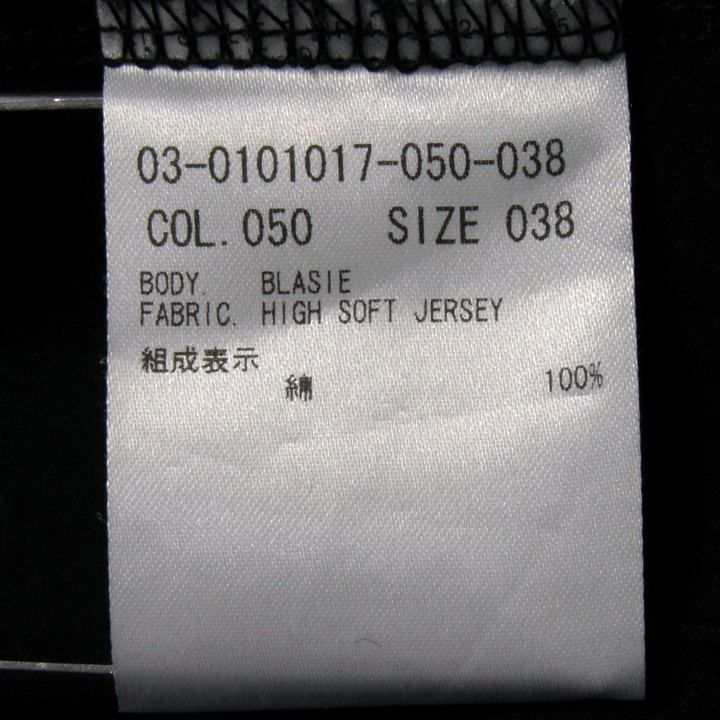 03-0101017-050-038
COL. 050 SIZE 038
BODY. BLASIE
FABRIC. HIGH SOFT JERSEY
組成表示
綿 100%